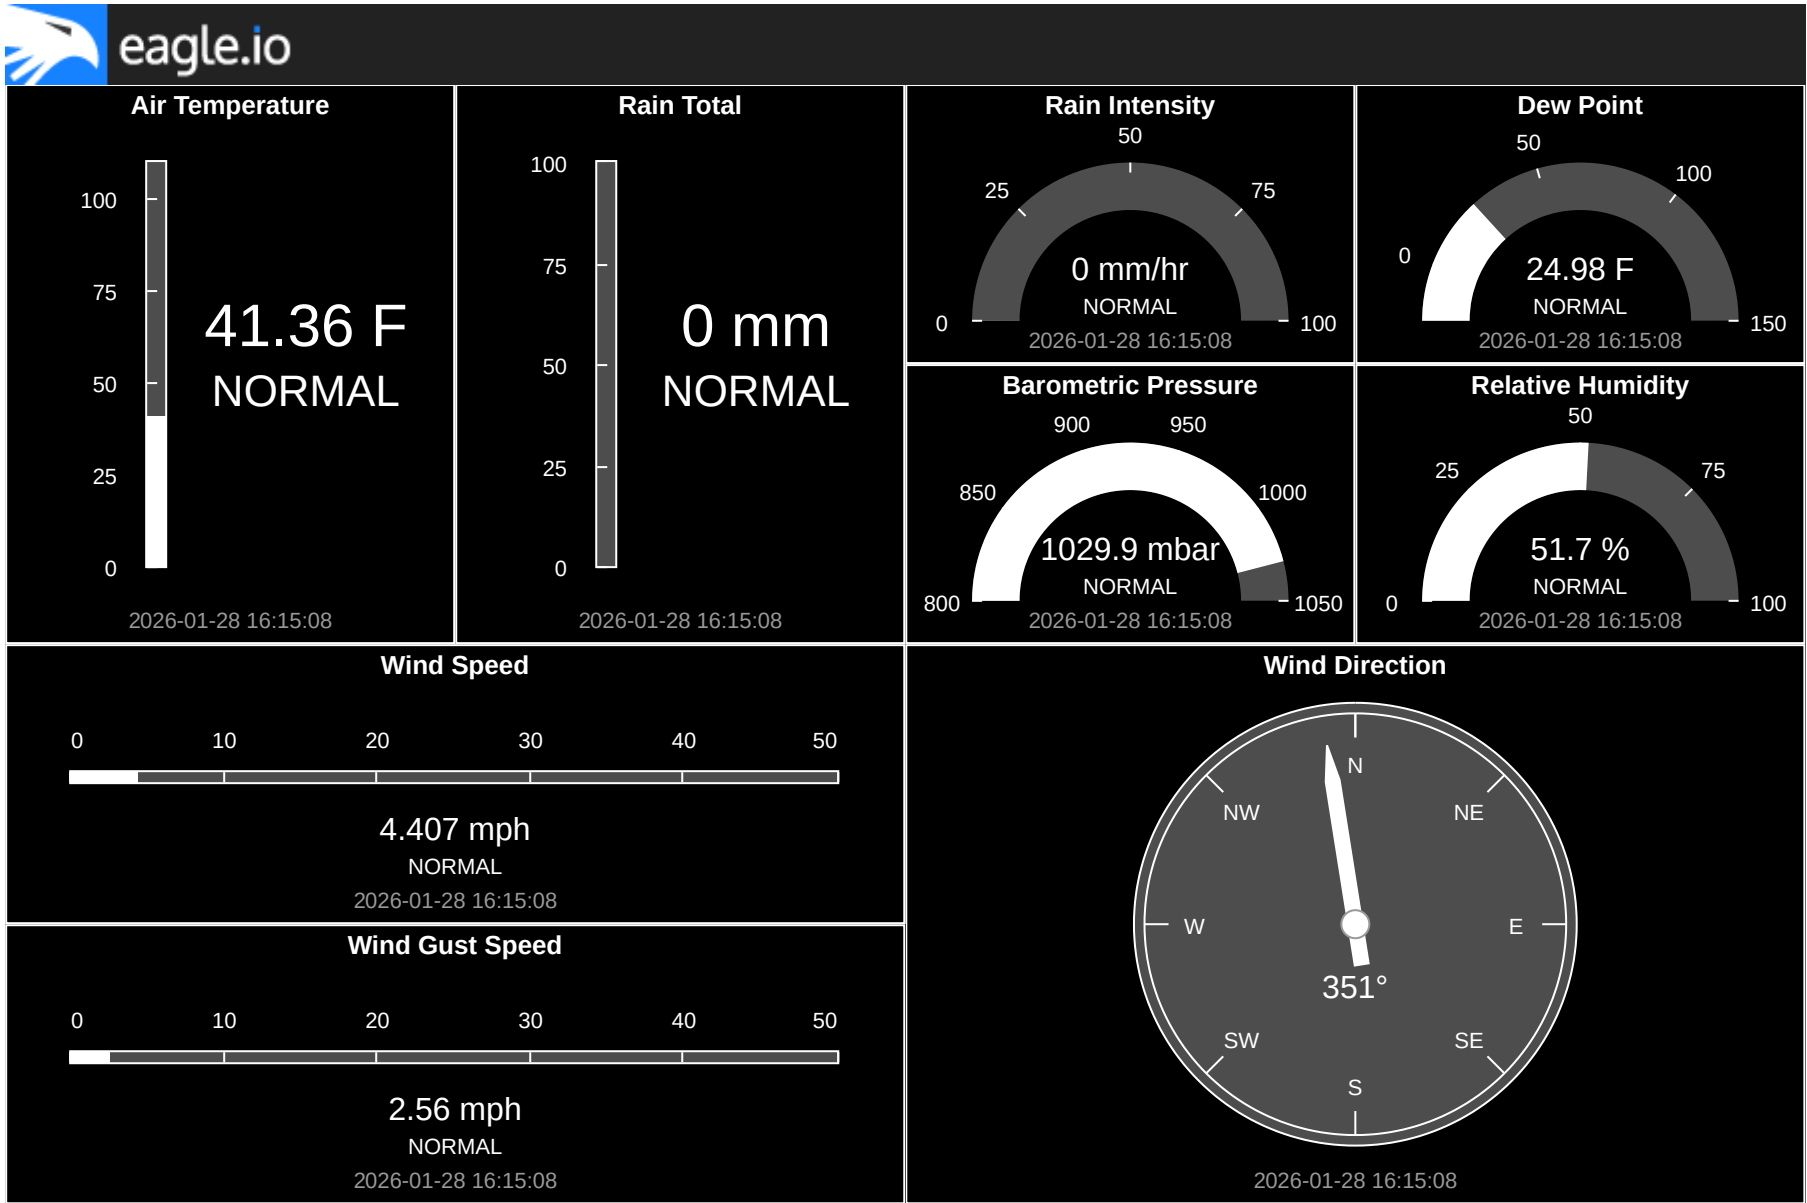 eagle.io
Air Temperature
100
75
50
25
0
41.36 F
NORMAL
2026-01-28 16:15:08
Rain Total
100
75
50
25
0
0 mm
NORMAL
2026-01-28 16:15:08
Rain Intensity
50
25
75
0
100
0 mm/hr
NORMAL
2026-01-28 16:15:08
Dew Point
50
100
0
150
24.98 F
NORMAL
2026-01-28 16:15:08
Barometric Pressure
900
950
850
1000
800
1050
1029.9 mbar
NORMAL
2026-01-28 16:15:08
Relative Humidity
50
25
75
0
100
51.7 %
NORMAL
2026-01-28 16:15:08
Wind Speed
0 10 20 30 40 50
4.407 mph
NORMAL
2026-01-28 16:15:08
Wind Gust Speed
0 10 20 30 40 50
2.56 mph
NORMAL
2026-01-28 16:15:08
Wind Direction
N
NW
NE
W
E
351°
SW
SE
S
2026-01-28 16:15:08